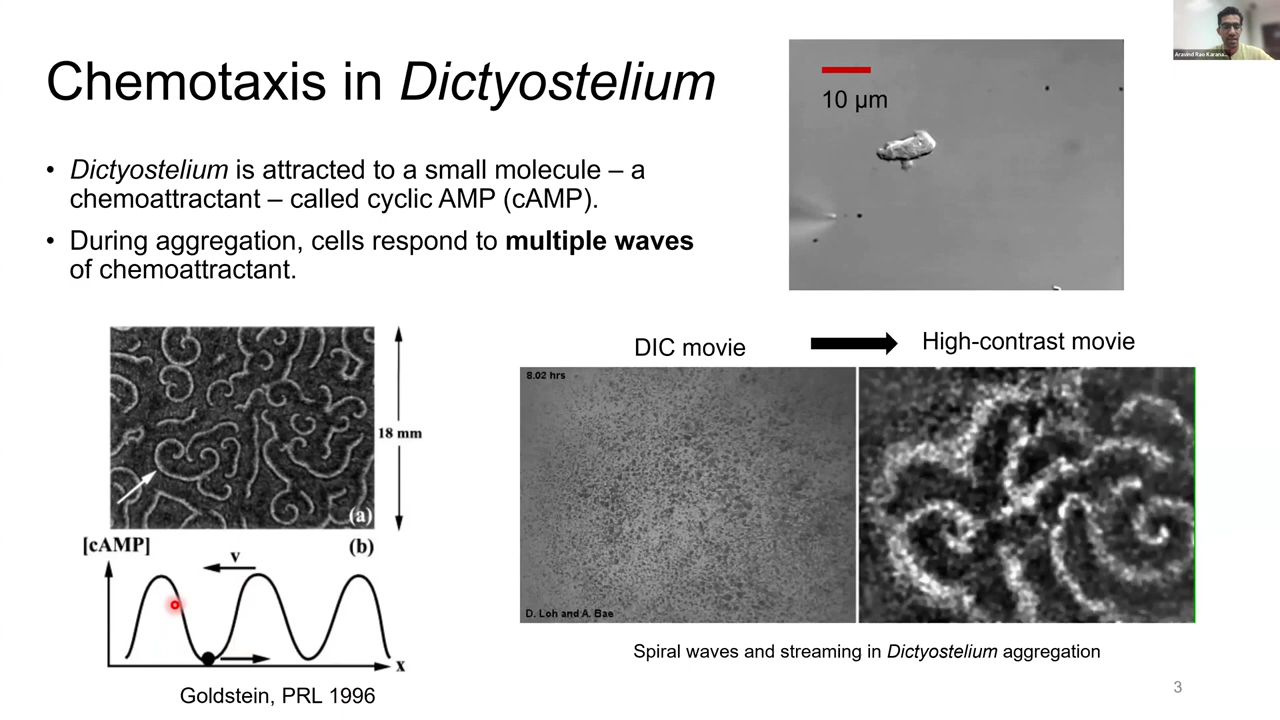 Chemotaxis in Dictyostelium
• Dictyostelium is attracted to a small molecule – a
chemoattractant – called cyclic AMP (cAMP).
• During aggregation, cells respond to multiple waves
of chemoattractant.
10 µm
18 mm
(a)
[cAMP]
(b)
v
x
Goldstein, PRL 1996
DIC movie
High-contrast movie
8.02 hrs
D. Loh and A. Bae
Spiral waves and streaming in Dictyostelium aggregation
3